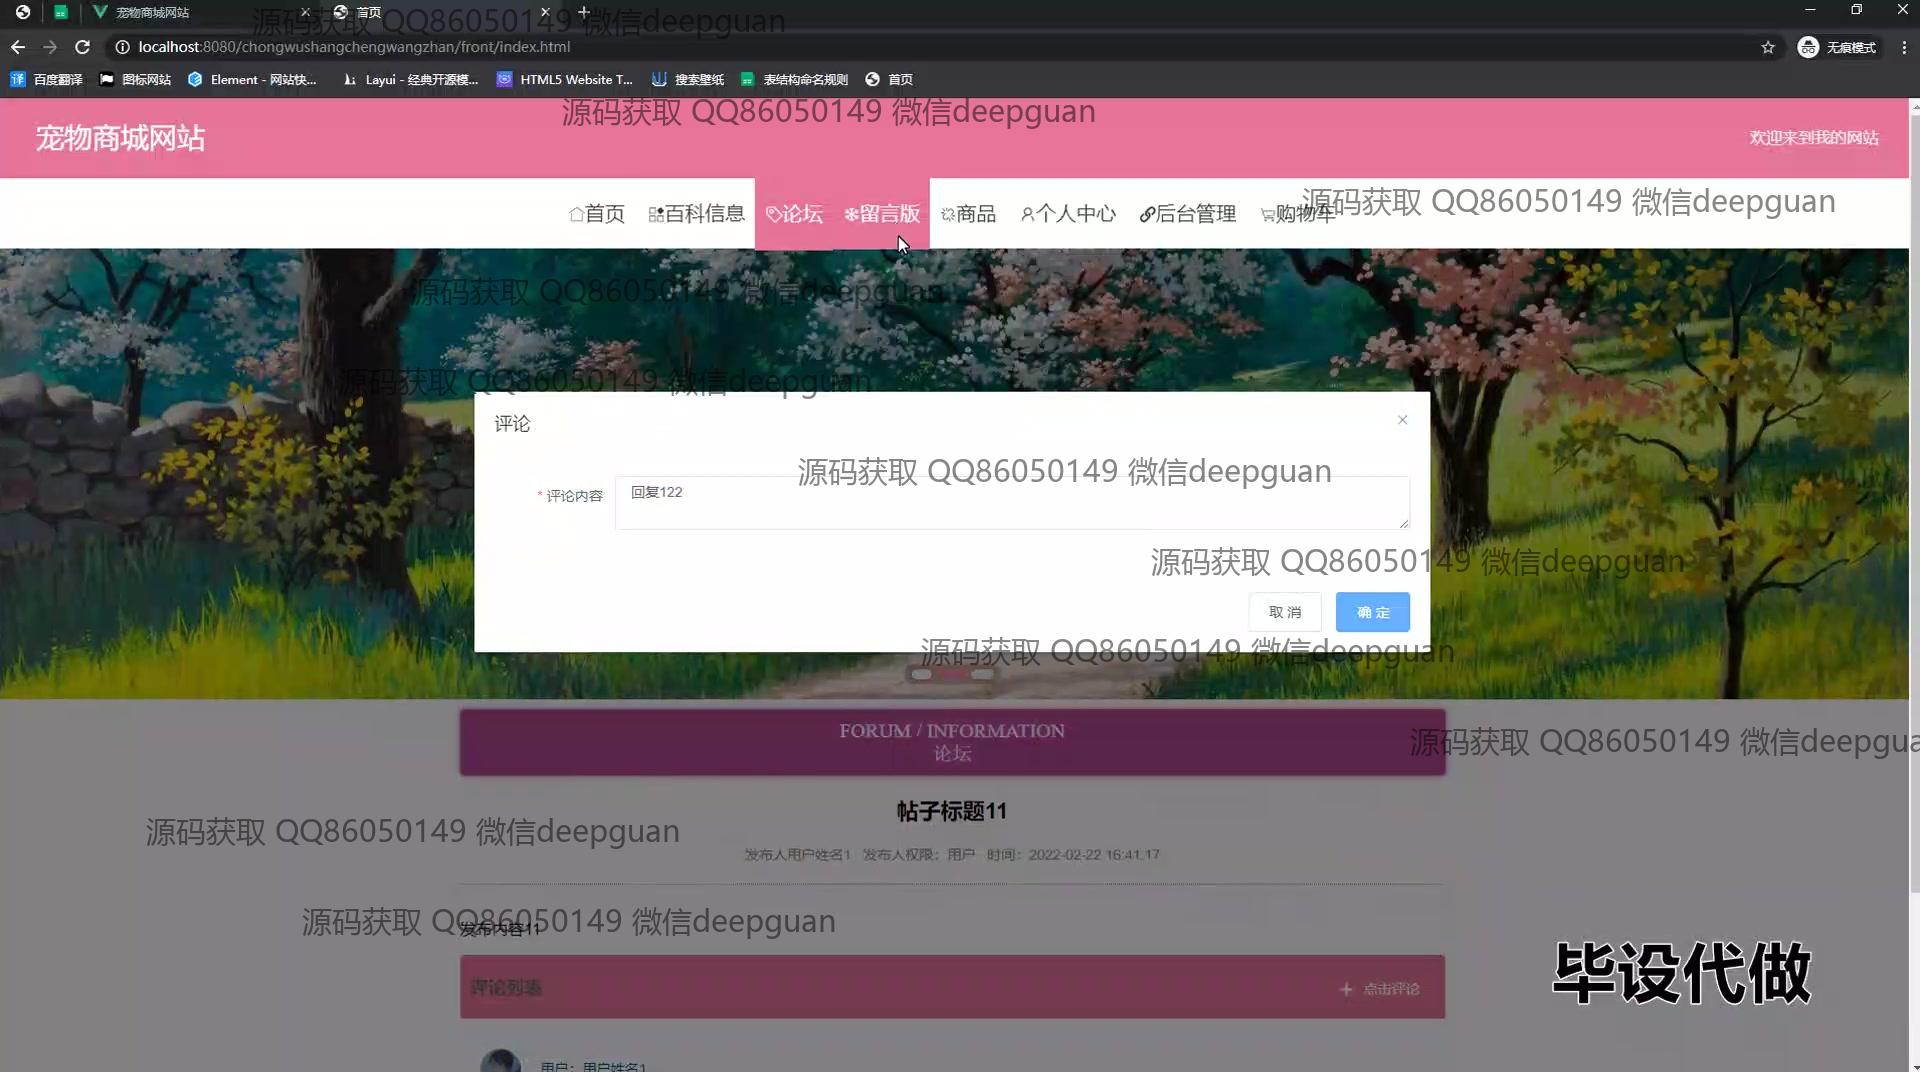 宠物商城网站
首页
源码获取 QQ86050149 微信deepguan
localhost:8080/chongwushangchengwangzhan/front/index.html
无痕模式
百度翻译
图标网站
Element - 网站快...
Layui - 经典开源模...
HTML5 Website T...
搜索壁纸
表结构命名规则
首页
源码获取 QQ86050149 微信deepguan
宠物商城网站
欢迎来到我的网站
首页
百科信息
论坛
留言版
商品
个人中心
后台管理
购物车
源码获取 QQ86050149 微信deepguan
源码获取 QQ86050149 微信deepguan
源码获取 QQ86050149 微信deepguan
评论
源码获取 QQ86050149 微信deepguan
* 评论内容
回复122
源码获取 QQ86050149 微信deepguan
取消
确定
源码获取 QQ86050149 微信deepguan
FORUM / INFORMATION
论坛
源码获取 QQ86050149 微信deepgua
帖子标题11
源码获取 QQ86050149 微信deepguan
发布人用户姓名1 发布人权限：用户 时间：2022-02-22 16:41:17
源码获取 QQ86050149 微信deepguan
发布内容11
毕设代做
评论列表
点击评论
用户：用户姓名1